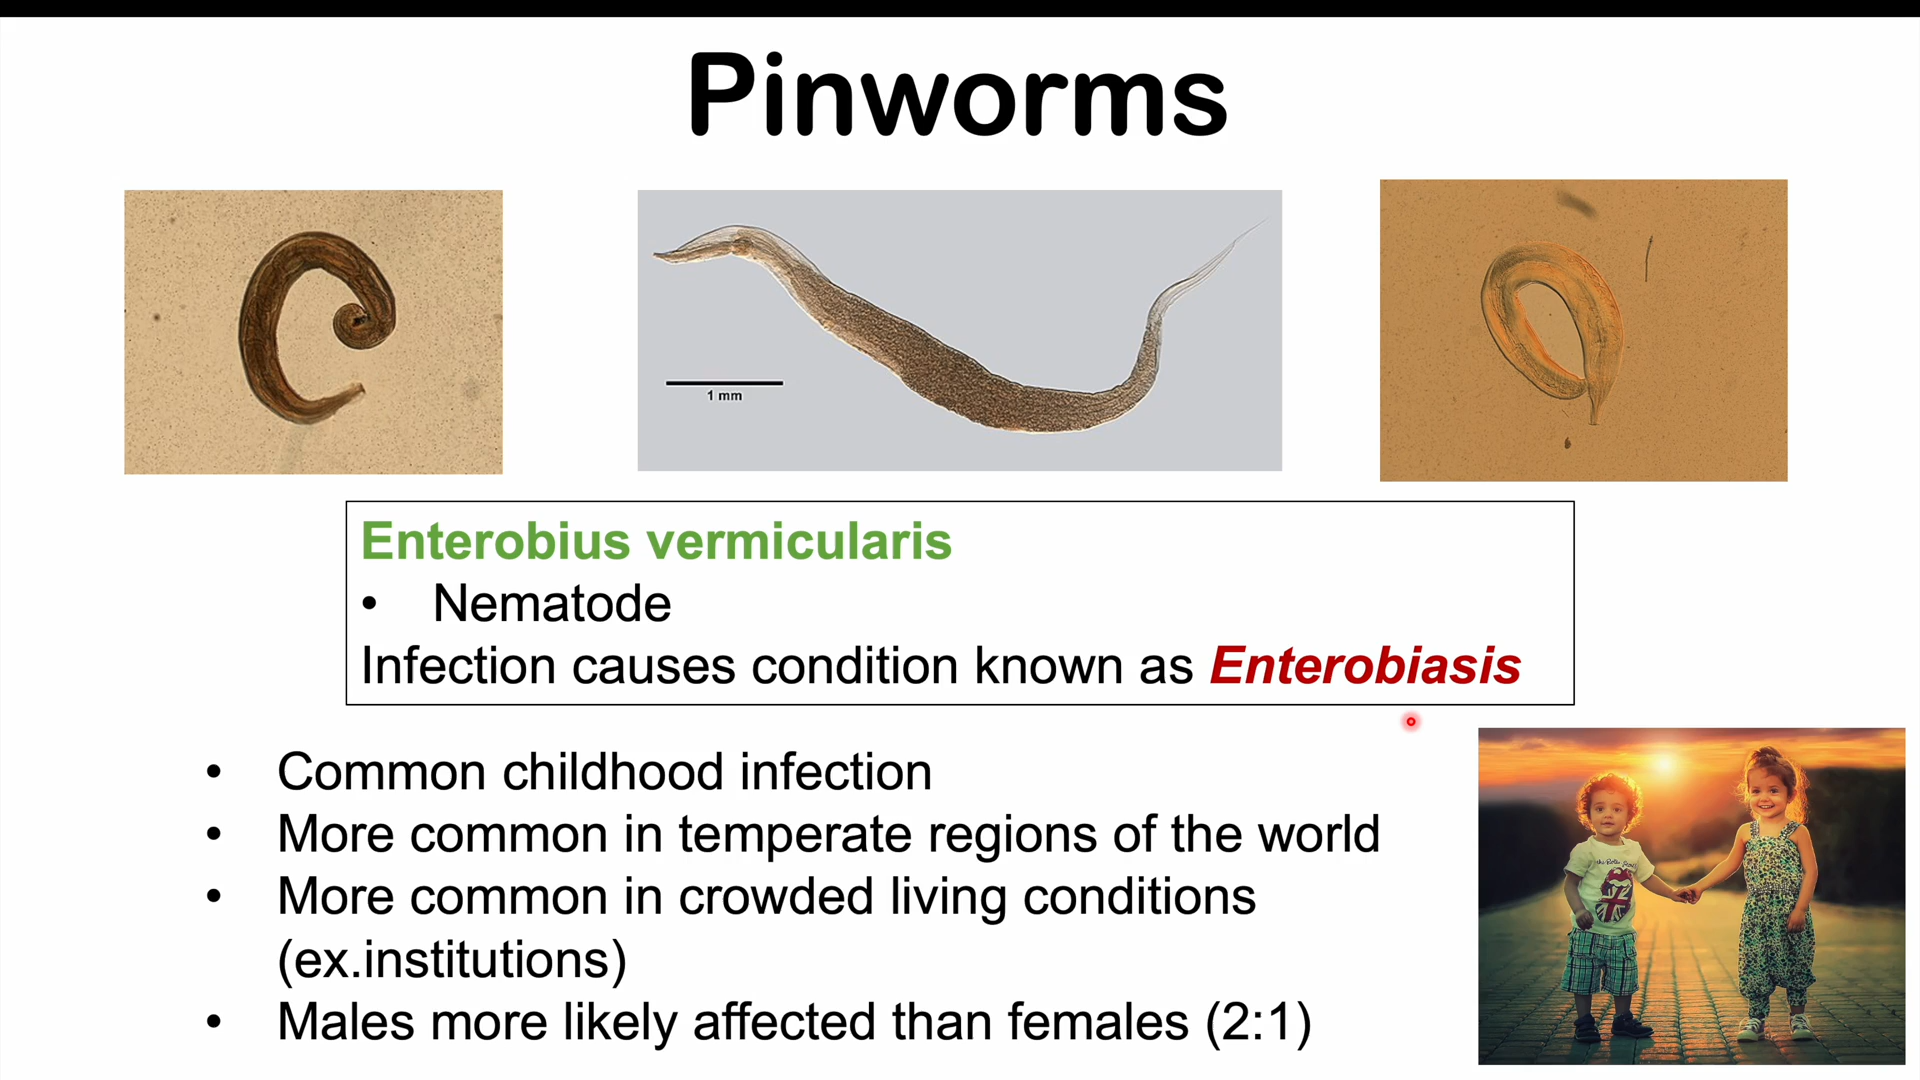 Pinworms
1 mm
Enterobius vermicularis
• Nematode
Infection causes condition known as Enterobiasis
• Common childhood infection
• More common in temperate regions of the world
• More common in crowded living conditions
(ex.institutions)
• Males more likely affected than females (2:1)